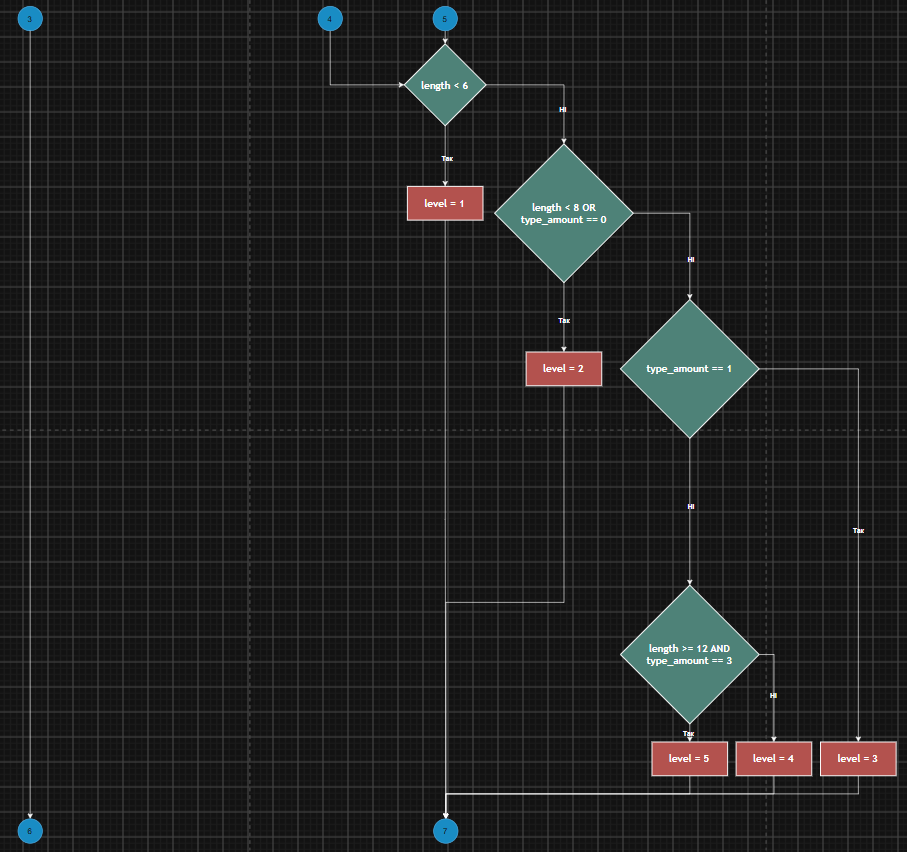 3
4
5
length < 6
Ні
Так
level = 1
length < 8 OR
type_amount == 0
Ні
Так
level = 2
type_amount == 1
Ні
Так
length >= 12 AND
type_amount == 3
Ні
Так
level = 5
level = 4
level = 3
6
7